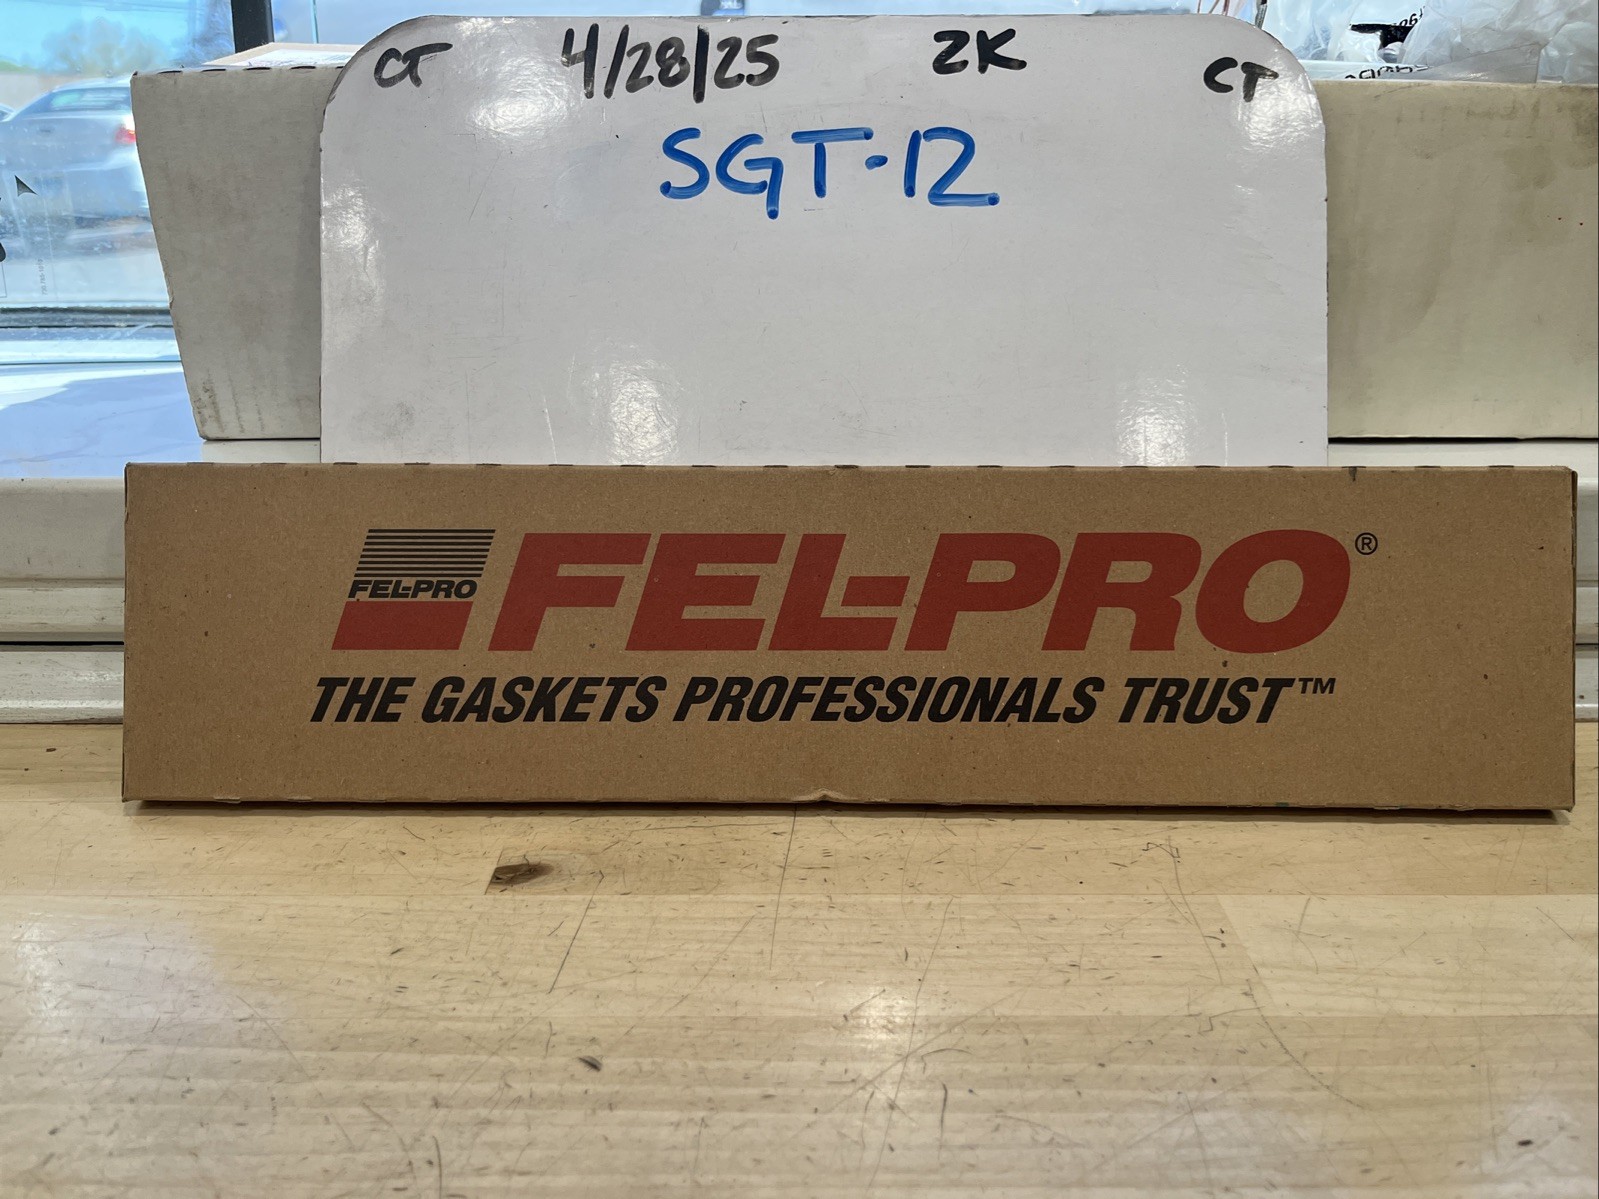 CT 4/28/25 2K CT
SGT-12
FEL-PRO
FEL-PRO®
THE GASKETS PROFESSIONALS TRUST™